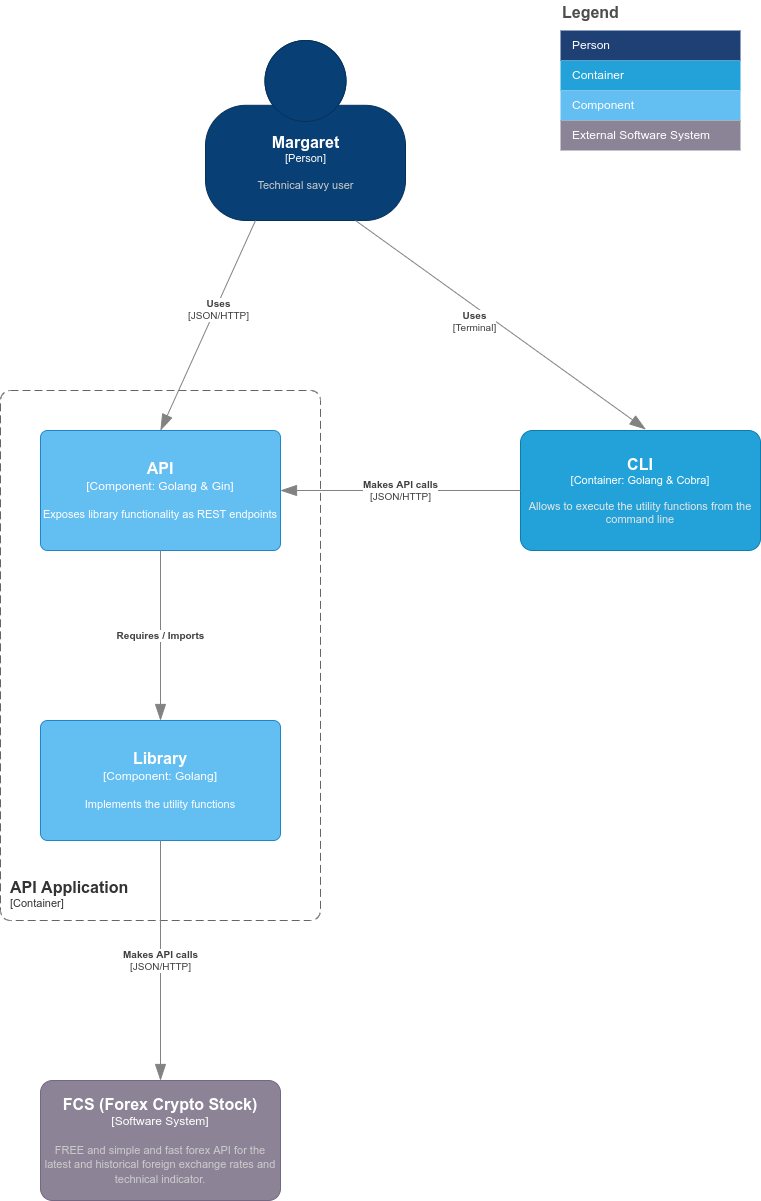 Legend
Person
Container
Component
External Software System
Margaret
[Person]
Technical savy user
Uses
[JSON/HTTP]
Uses
[Terminal]
API
[Component: Golang & Gin]
Exposes library functionality as REST endpoints
Makes API calls
[JSON/HTTP]
CLI
[Container: Golang & Cobra]
Allows to execute the utility functions from the
command line
Requires / Imports
Library
[Component: Golang]
Implements the utility functions
API Application
[Container]
Makes API calls
[JSON/HTTP]
FCS (Forex Crypto Stock)
[Software System]
FREE and simple and fast forex API for the
latest and historical foreign exchange rates and
technical indicator.